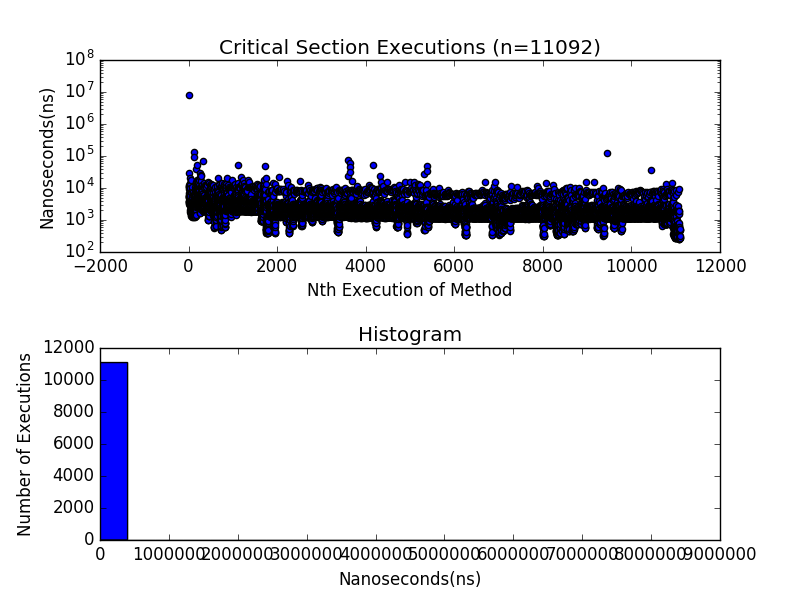 Critical Section Executions (n=11092)
Nanoseconds(ns)
10^8
10^7
10^6
10^5
10^4
10^3
10^2
−2000 0 2000 4000 6000 8000 10000 12000
Nth Execution of Method
Histogram
Number of Executions
12000
10000
8000
6000
4000
2000
0
0 1000000 2000000 3000000 4000000 5000000 6000000 7000000 8000000 9000000
Nanoseconds(ns)